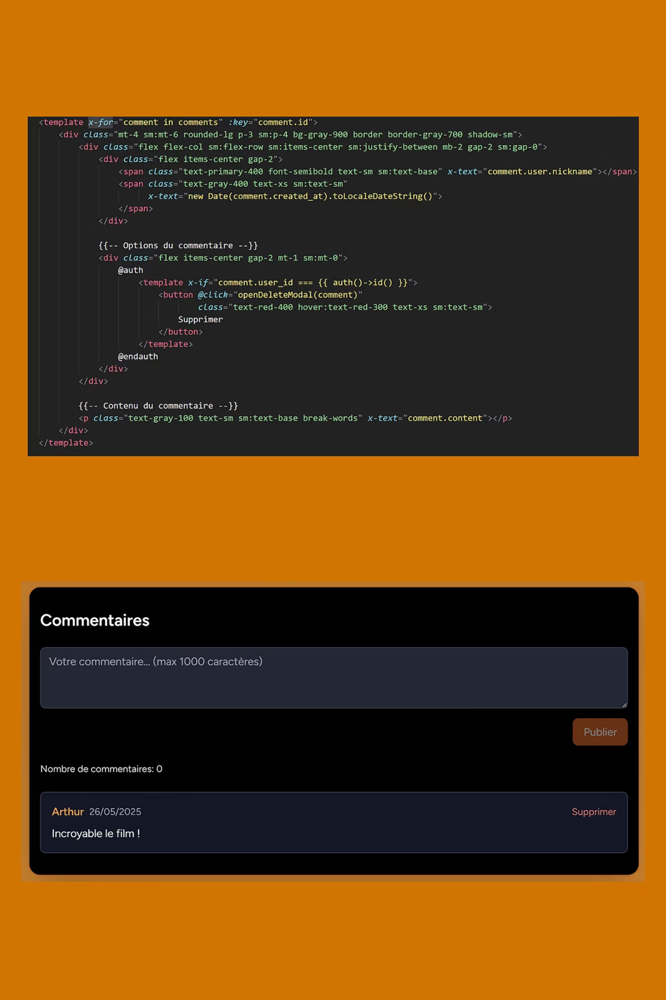 <template x-for="comment in comments" :key="comment.id">
<div class="mt-4 sm:mt-6 rounded-lg p-3 sm:p-4 bg-gray-900 border border-gray-700 shadow-sm">
<div class="flex flex-col sm:flex-row sm:items-center sm:justify-between mb-2 gap-2 sm:gap-0">
<div class="flex items-center gap-2">
<span class="text-primary-400 font-semibold text-sm sm:text-base" x-text="comment.user.nickname"></span>
<span class="text-gray-400 text-xs sm:text-sm"
x-text="new Date(comment.created_at).toLocaleDateString()">
</span>
</div>
{{-- Options du commentaire --}}
<div class="flex items-center gap-2 mt-1 sm:mt-0">
@auth
<template x-if="comment.user_id === {{ auth()->id() }}">
<button @click="openDeleteModal(comment)"
class="text-red-400 hover:text-red-300 text-xs sm:text-sm">
Supprimer
</button>
</template>
@endauth
</div>
</div>
{{-- Contenu du commentaire --}}
<p class="text-gray-100 text-sm sm:text-base break-words" x-text="comment.content"></p>
</div>
</template>
Commentaires
Votre commentaire... (max 1000 caractères)
Publier
Nombre de commentaires: 0
Arthur 26/05/2025 Supprimer
Incroyable le film !